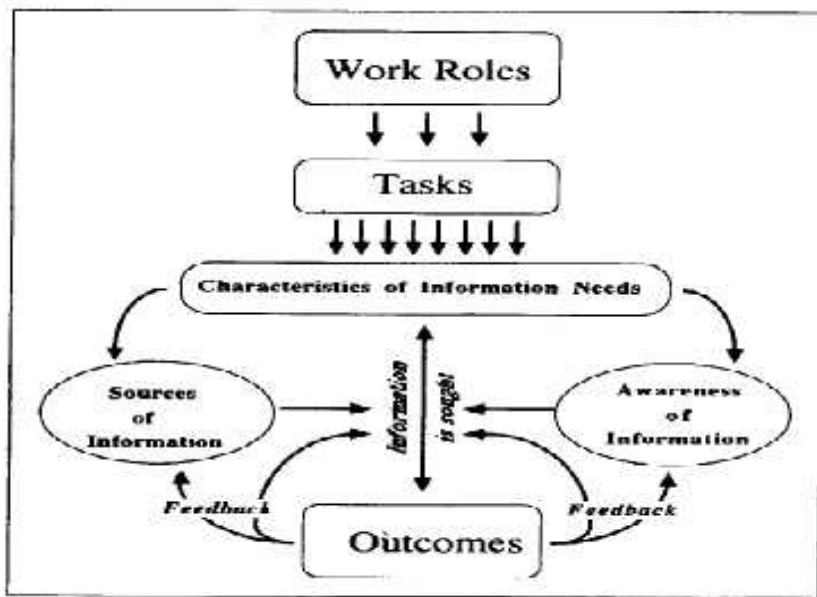 Work Roles
Tasks
Characteristics of Information Needs
Sources
of
Information
Information
is sought
Awareness
of
Information
Feedback
Feedback
Outcomes